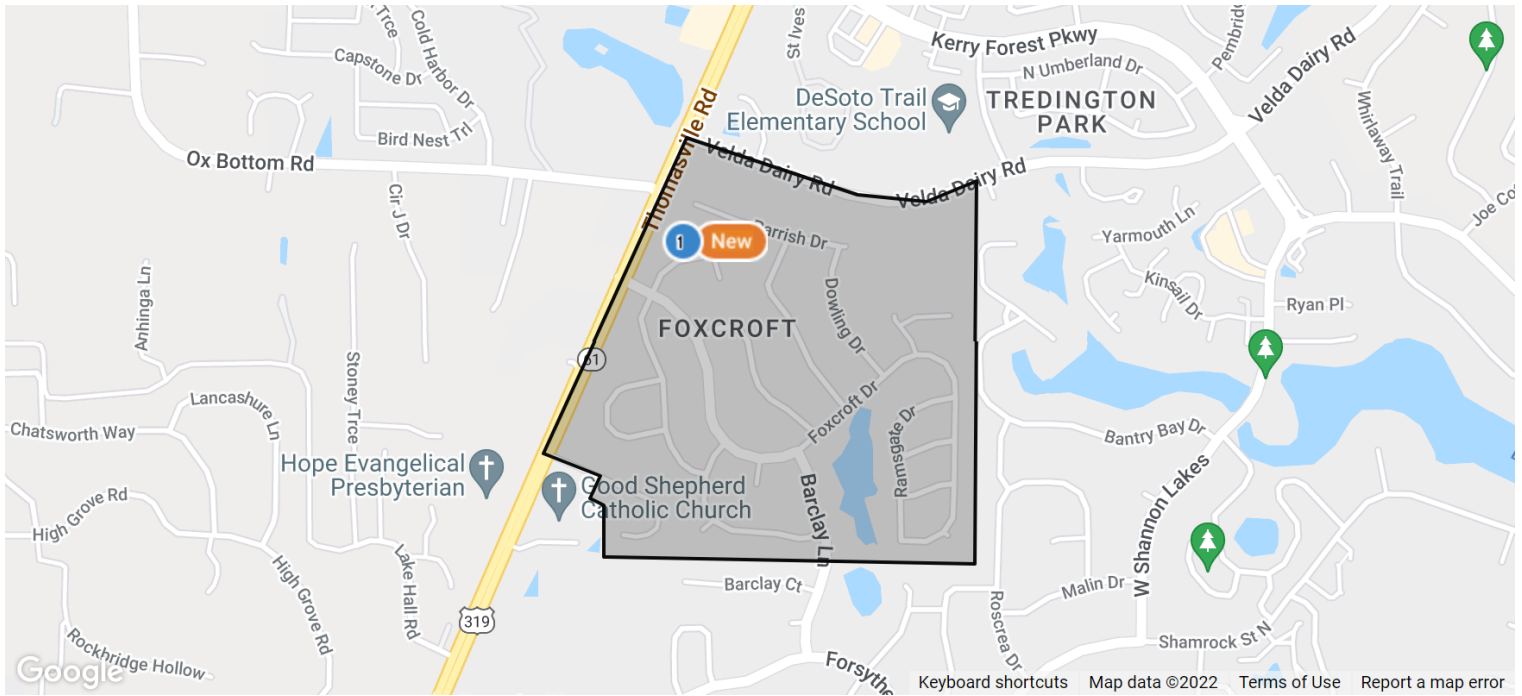 Trce
Cold Harbor Dr
Capstone Dr
Bird Nest Trl
Ox Bottom Rd
Cir J Dr
Anhinga Ln
Stoney Trce
Lancashure Ln
Chatsworth Way
High Grove Rd
High Grove Rd
Lake Hall Rd
Rockhridge Hollow
Hope Evangelical
Presbyterian
Good Shepherd
Catholic Church
319
61
Thomasville Rd
St Ives
Kerry Forest Pkwy
N Umberland Dr
Pembrid
DeSoto Trail
Elementary School
TREDINGTON
PARK
Velda Dairy Rd
Velda Dairy Rd
Velda Dairy Rd
Whirlaway Trail
Joe Co
1
New
Parrish Dr
Dowling Dr
FOXCROFT
Foxcroft Dr
Ramsgate Dr
Barclay Ln
Barclay Ct
Yarmouth Ln
Kinsail Dr
Ryan Pl
Bantry Bay Dr
W Shannon Lakes
Malin Dr
Roscrea Dr
Shamrock St N
Forsythe
Google
Keyboard shortcuts
Map data ©2022
Terms of Use
Report a map error